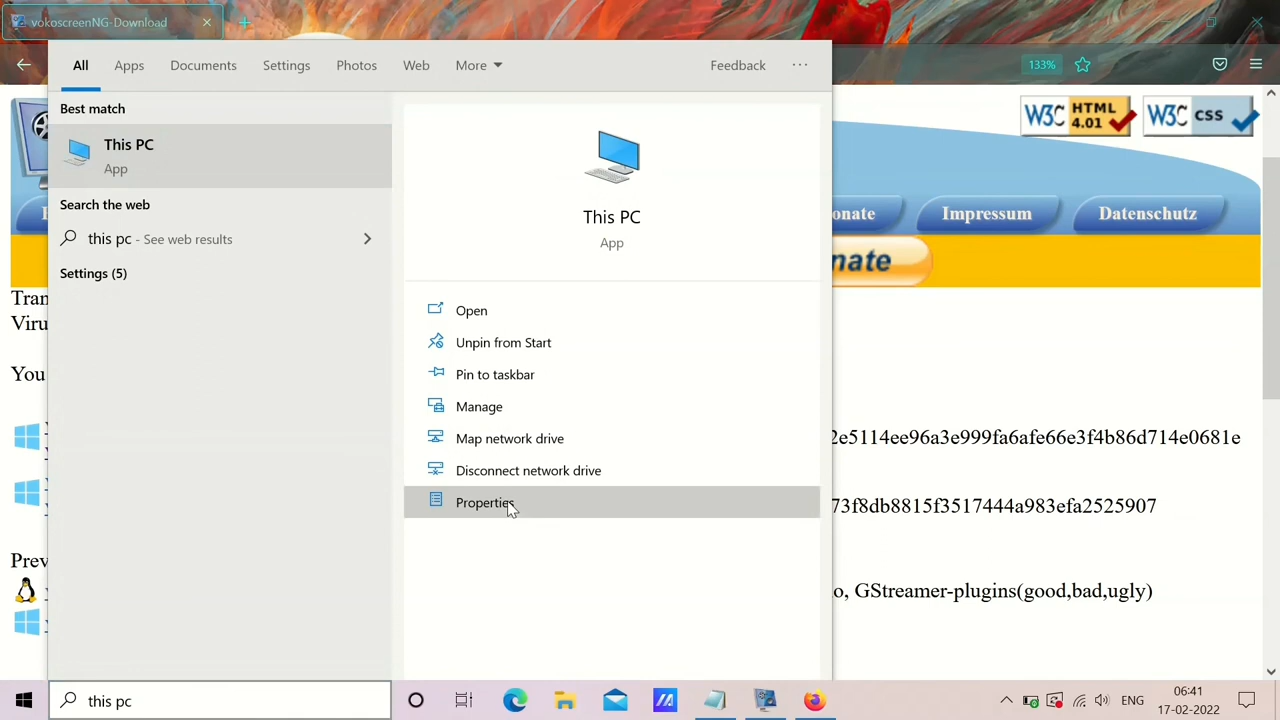 vokoscreenNG-Download
All Apps Documents Settings Photos Web More Feedback
133%
Best match
This PC
App
Search the web
this pc - See web results
Settings (5)
This PC
App
Open
Unpin from Start
Pin to taskbar
Manage
Map network drive
Disconnect network drive
Properties
W3C HTML 4.01
W3C CSS
onate Impressum Datenschutz
nate
Tran
Viru
You
2e5114ee96a3e999fa6afe66e3f4b86d714e0681e
73f8db8815f3517444a983efa2525907
Prev
o, GStreamer-plugins(good,bad,ugly)
this pc
ENG
06:41
17-02-2022